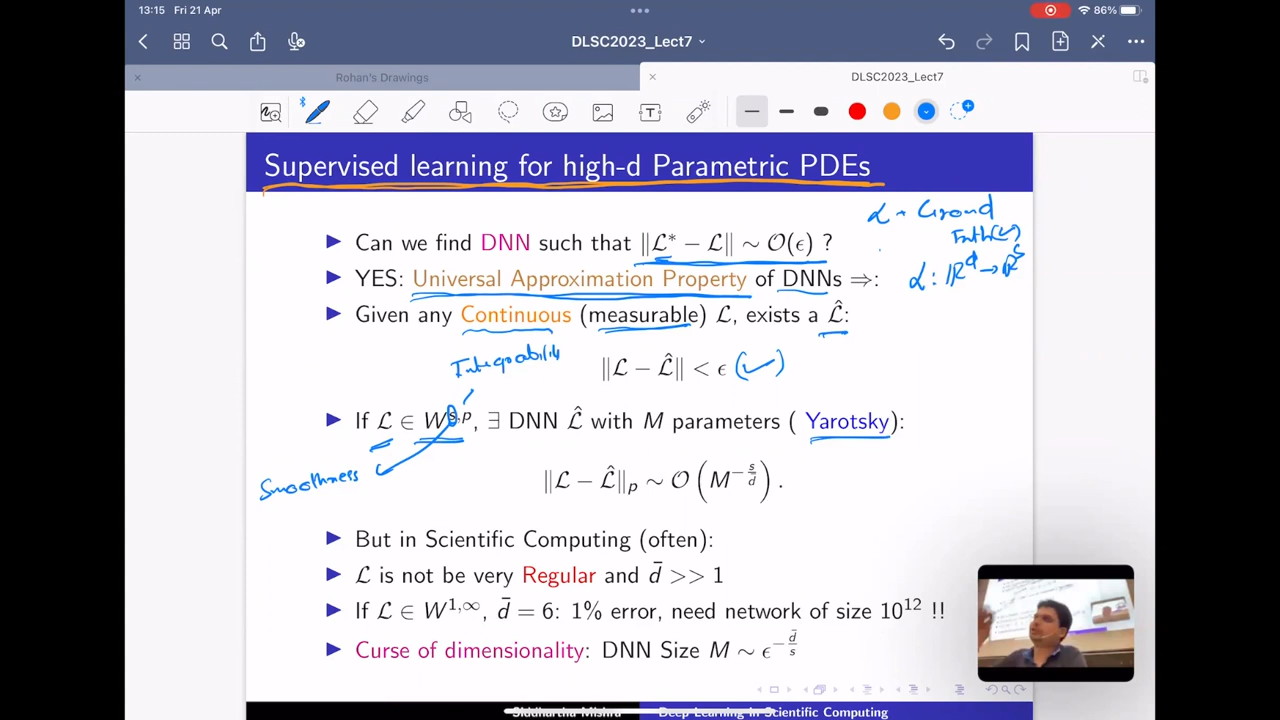 13:15 Fri 21 Apr
86%
DLSC2023_Lect7
Rohan's Drawings
DLSC2023_Lect7
Supervised learning for high-d Parametric PDEs
𝓛 - Ground
Truth(✓)
Can we find DNN such that ‖𝓛* − 𝓛‖ ∼ 𝒪(ϵ) ?
YES: Universal Approximation Property of DNNs ⇒:
𝓛 : ℝᵈ → ℝˢ
Given any Continuous (measurable) 𝓛, exists a 𝓛̂:
Integrability
‖𝓛 − 𝓛̂‖ < ϵ (✓)
If 𝓛 ∈ W^{s,p}, ∃ DNN 𝓛̂ with M parameters ( Yarotsky):
Smoothness
‖𝓛 − 𝓛̂‖_p ∼ 𝒪(M^{−s/d̄}).
But in Scientific Computing (often):
𝓛 is not be very Regular and d̄ >> 1
If 𝓛 ∈ W^{1,∞}, d̄ = 6: 1% error, need network of size 10^{12} !!
Curse of dimensionality: DNN Size M ∼ ϵ^{−d̄/s}
Siddhartha Mishra Deep Learning in Scientific Computing